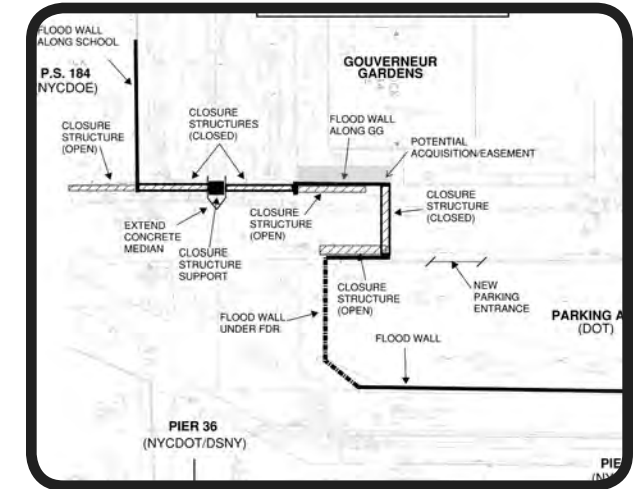 FLOOD WALL
ALONG SCHOOL
P.S. 184
(NYCDOE)
GOUVERNEUR
GARDENS
CLOSURE
STRUCTURE
(OPEN)
CLOSURE
STRUCTURES
(CLOSED)
FLOOD WALL
ALONG GG
POTENTIAL
ACQUISITION/EASEMENT
CLOSURE
STRUCTURE
(CLOSED)
EXTEND
CONCRETE
MEDIAN
CLOSURE
STRUCTURE
(OPEN)
CLOSURE
STRUCTURE
SUPPORT
CLOSURE
STRUCTURE
(OPEN)
NEW
PARKING
ENTRANCE
FLOOD WALL
UNDER FDR
PARKING A
(DOT)
FLOOD WALL
PIER 36
(NYCDOT/DSNY)
PIE
(NY